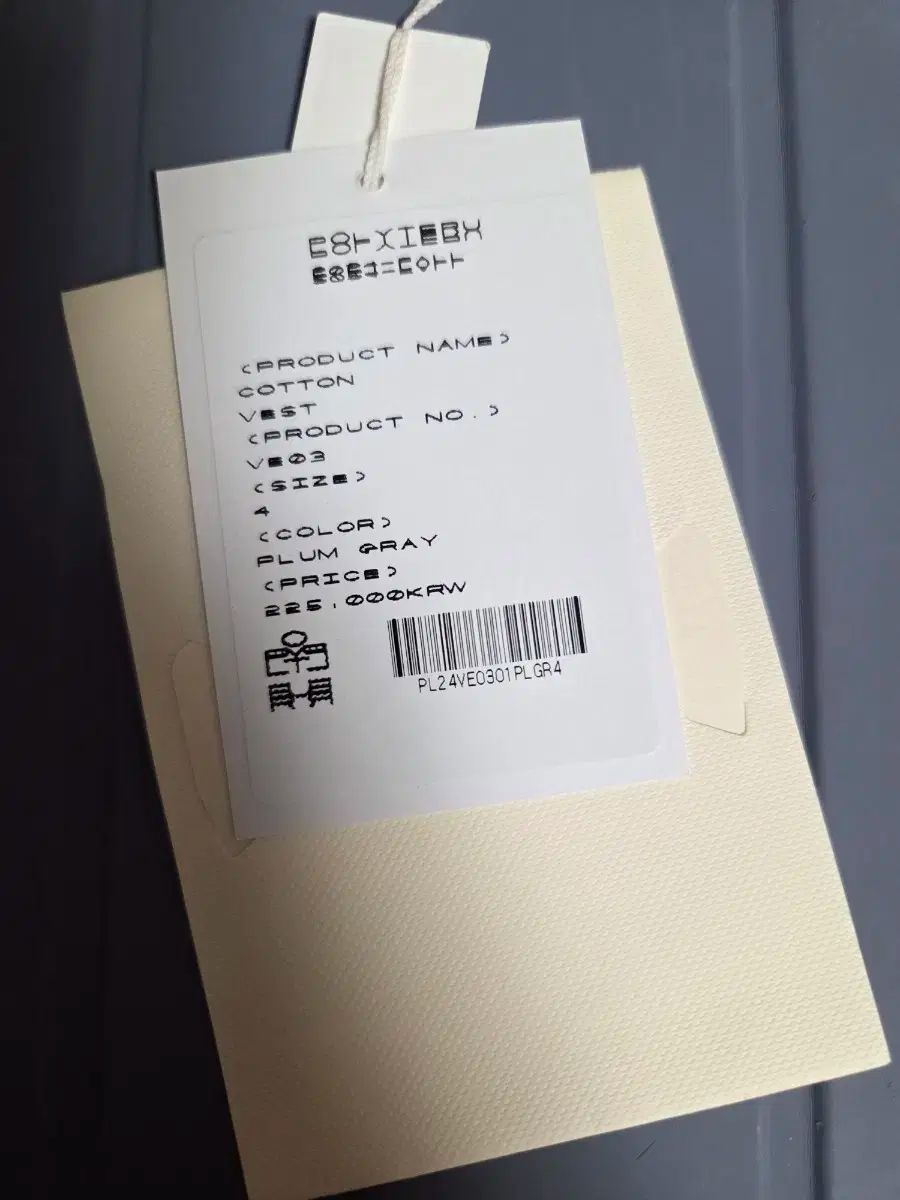 <PRODUCT NAME>
COTTON
VEST
<PRODUCT NO.>
VE03
<SIZE>
4
<COLOR>
PLUM GRAY
<PRICE>
225,000KRW
PL24VE0301PLGR4